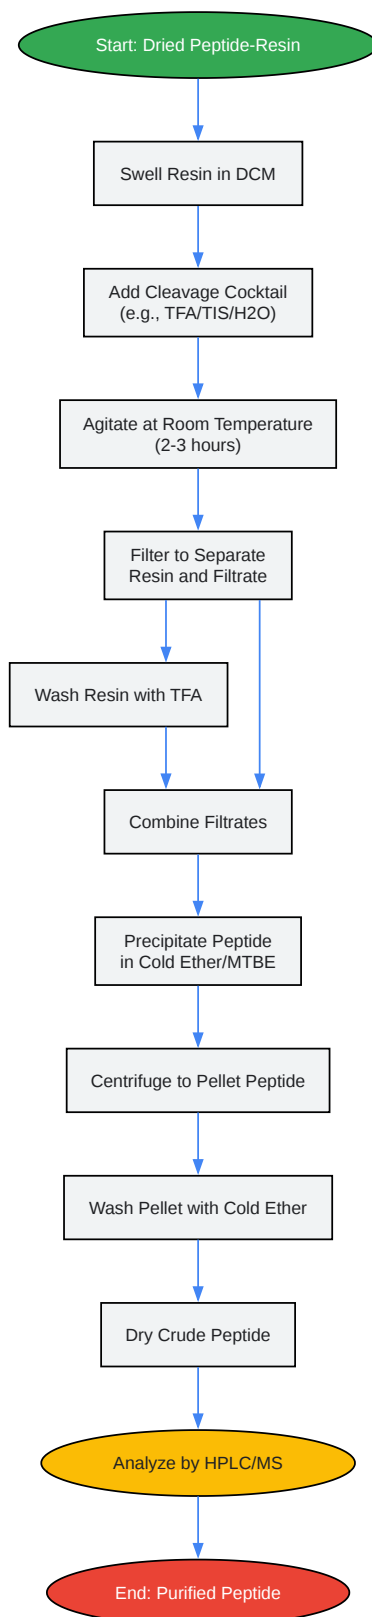 Start: Dried Peptide-Resin
Swell Resin in DCM
Add Cleavage Cocktail
(e.g., TFA/TIS/H2O)
Agitate at Room Temperature
(2-3 hours)
Filter to Separate
Resin and Filtrate
Wash Resin with TFA
Combine Filtrates
Precipitate Peptide
in Cold Ether/MTBE
Centrifuge to Pellet Peptide
Wash Pellet with Cold Ether
Dry Crude Peptide
Analyze by HPLC/MS
End: Purified Peptide